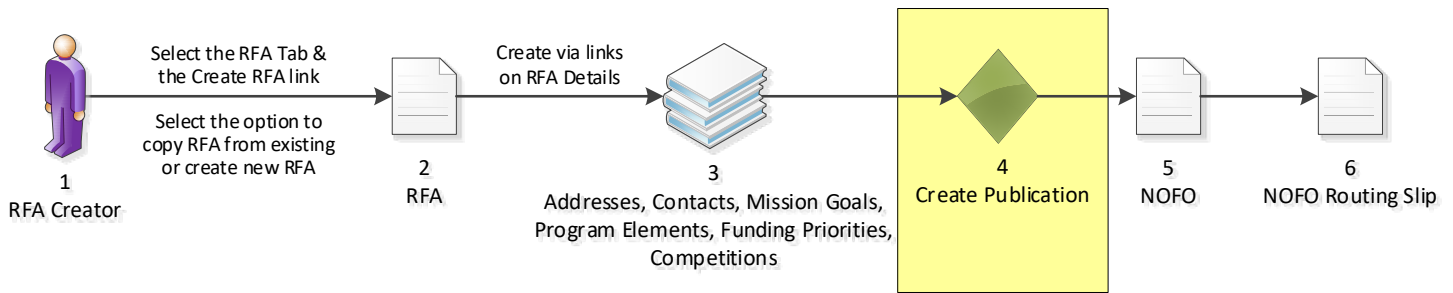 Select the RFA Tab &
the Create RFA link
Select the option to
copy RFA from existing
or create new RFA
Create via links
on RFA Details
1
RFA Creator
2
RFA
3
Addresses, Contacts, Mission Goals,
Program Elements, Funding Priorities,
Competitions
4
Create Publication
5
NOFO
6
NOFO Routing Slip